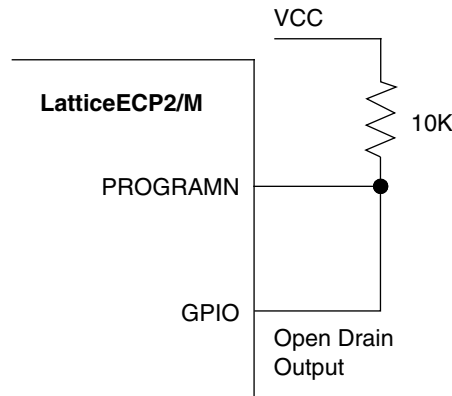 VCC
LatticeECP2/M
10K
PROGRAMN
GPIO
Open Drain
Output